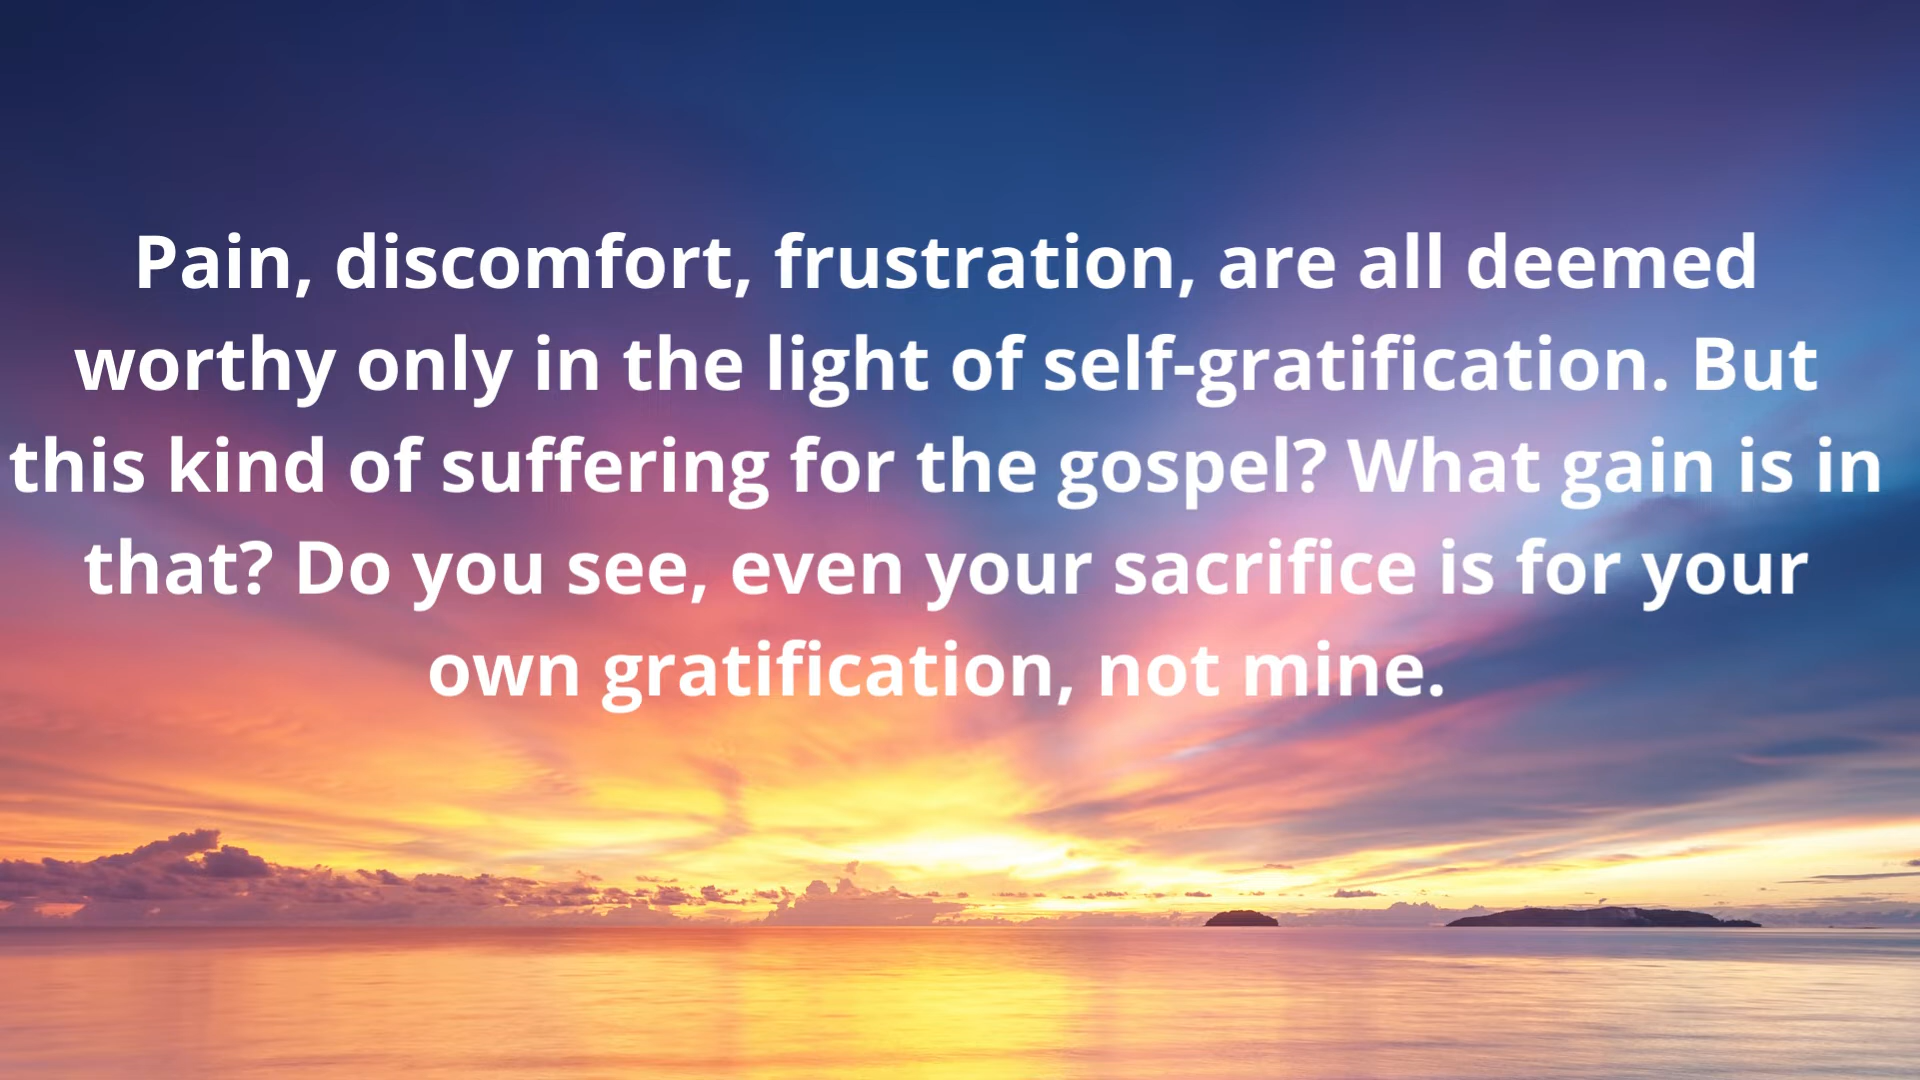 Pain, discomfort, frustration, are all deemed
worthy only in the light of self-gratification. But
this kind of suffering for the gospel? What gain is in
that? Do you see, even your sacrifice is for your
own gratification, not mine.